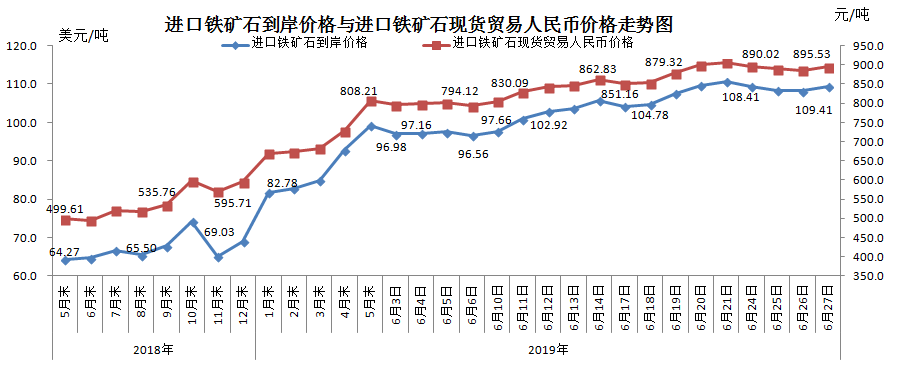 进口铁矿石到岸价格与进口铁矿石现货贸易人民币价格走势图
美元/吨
元/吨
进口铁矿石到岸价格 进口铁矿石现货贸易人民币价格
120.0
110.0
100.0
90.0
80.0
70.0
60.0
950.0
900.0
850.0
800.0
750.0
700.0
650.0
600.0
550.0
500.0
450.0
400.0
350.0
499.61 535.76 595.71 808.21 794.12 830.09 862.83 879.32 890.02 895.53
64.27 65.50 69.03 82.78 96.98 97.16 96.56 97.66 102.92 851.16 104.78 108.41 109.41
5月末 6月末 7月末 8月末 9月末 10月末 11月末 12月末 1月末 2月末 3月末 4月末 5月末 6月3日 6月4日 6月5日 6月6日 6月10日 6月11日 6月12日 6月13日 6月14日 6月17日 6月18日 6月19日 6月20日 6月21日 6月24日 6月25日 6月26日 6月27日
2018年 2019年